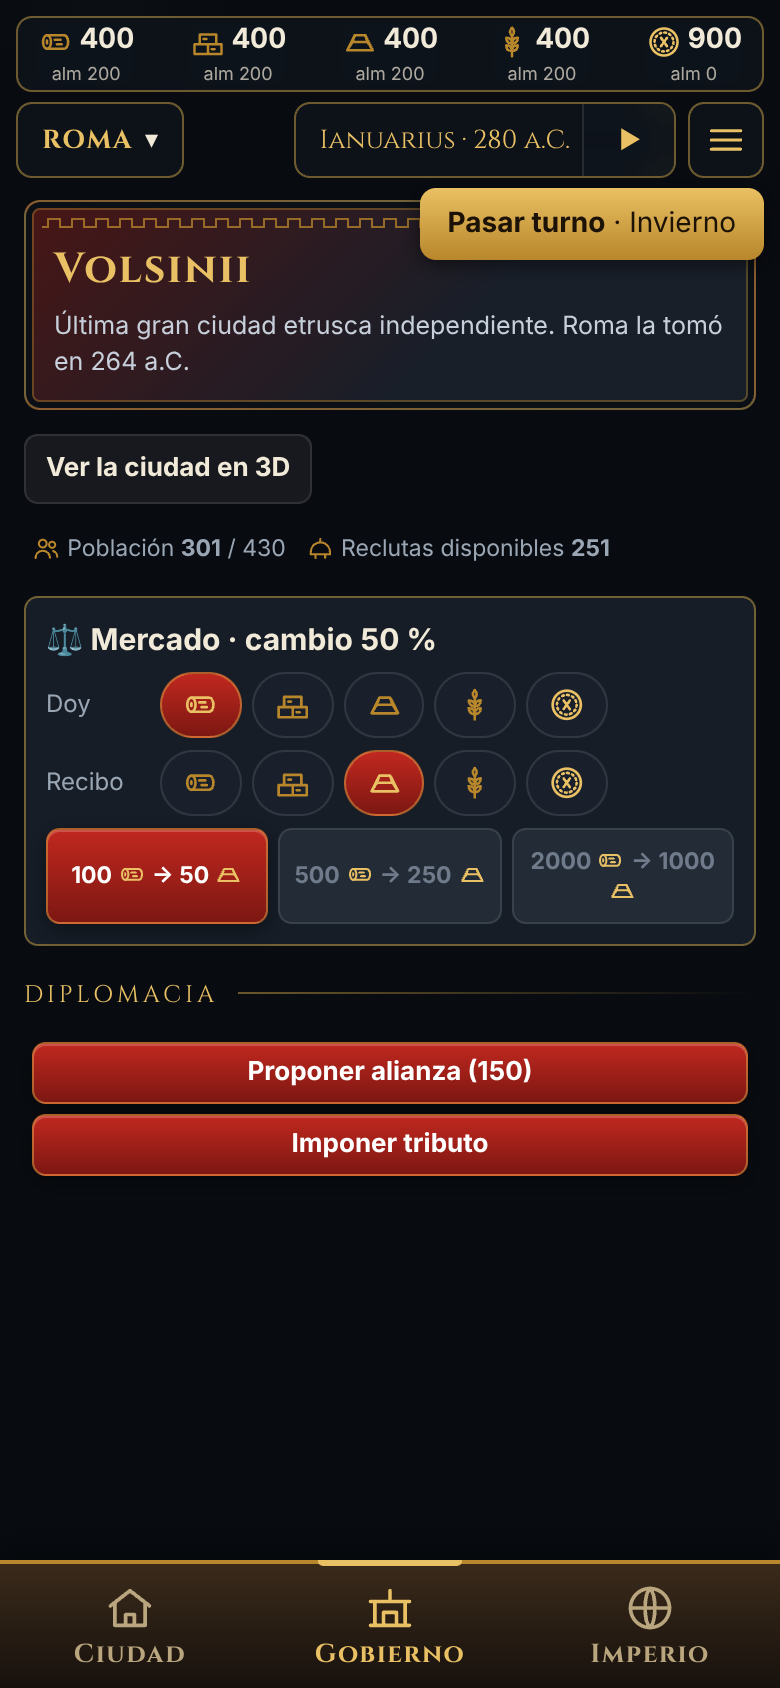 400 400 400 400 900
alm 200 alm 200 alm 200 alm 200 alm 0
ROMA ▾ IANUARIUS · 280 A.C.
Pasar turno · Invierno
VOLSINII
Última gran ciudad etrusca independiente. Roma la tomó
en 264 a.C.
Ver la ciudad en 3D
Población 301 / 430 Reclutas disponibles 251
Mercado · cambio 50 %
Doy
Recibo
100 → 50 500 → 250 2000 → 1000
DIPLOMACIA
Proponer alianza (150)
Imponer tributo
CIUDAD GOBIERNO IMPERIO